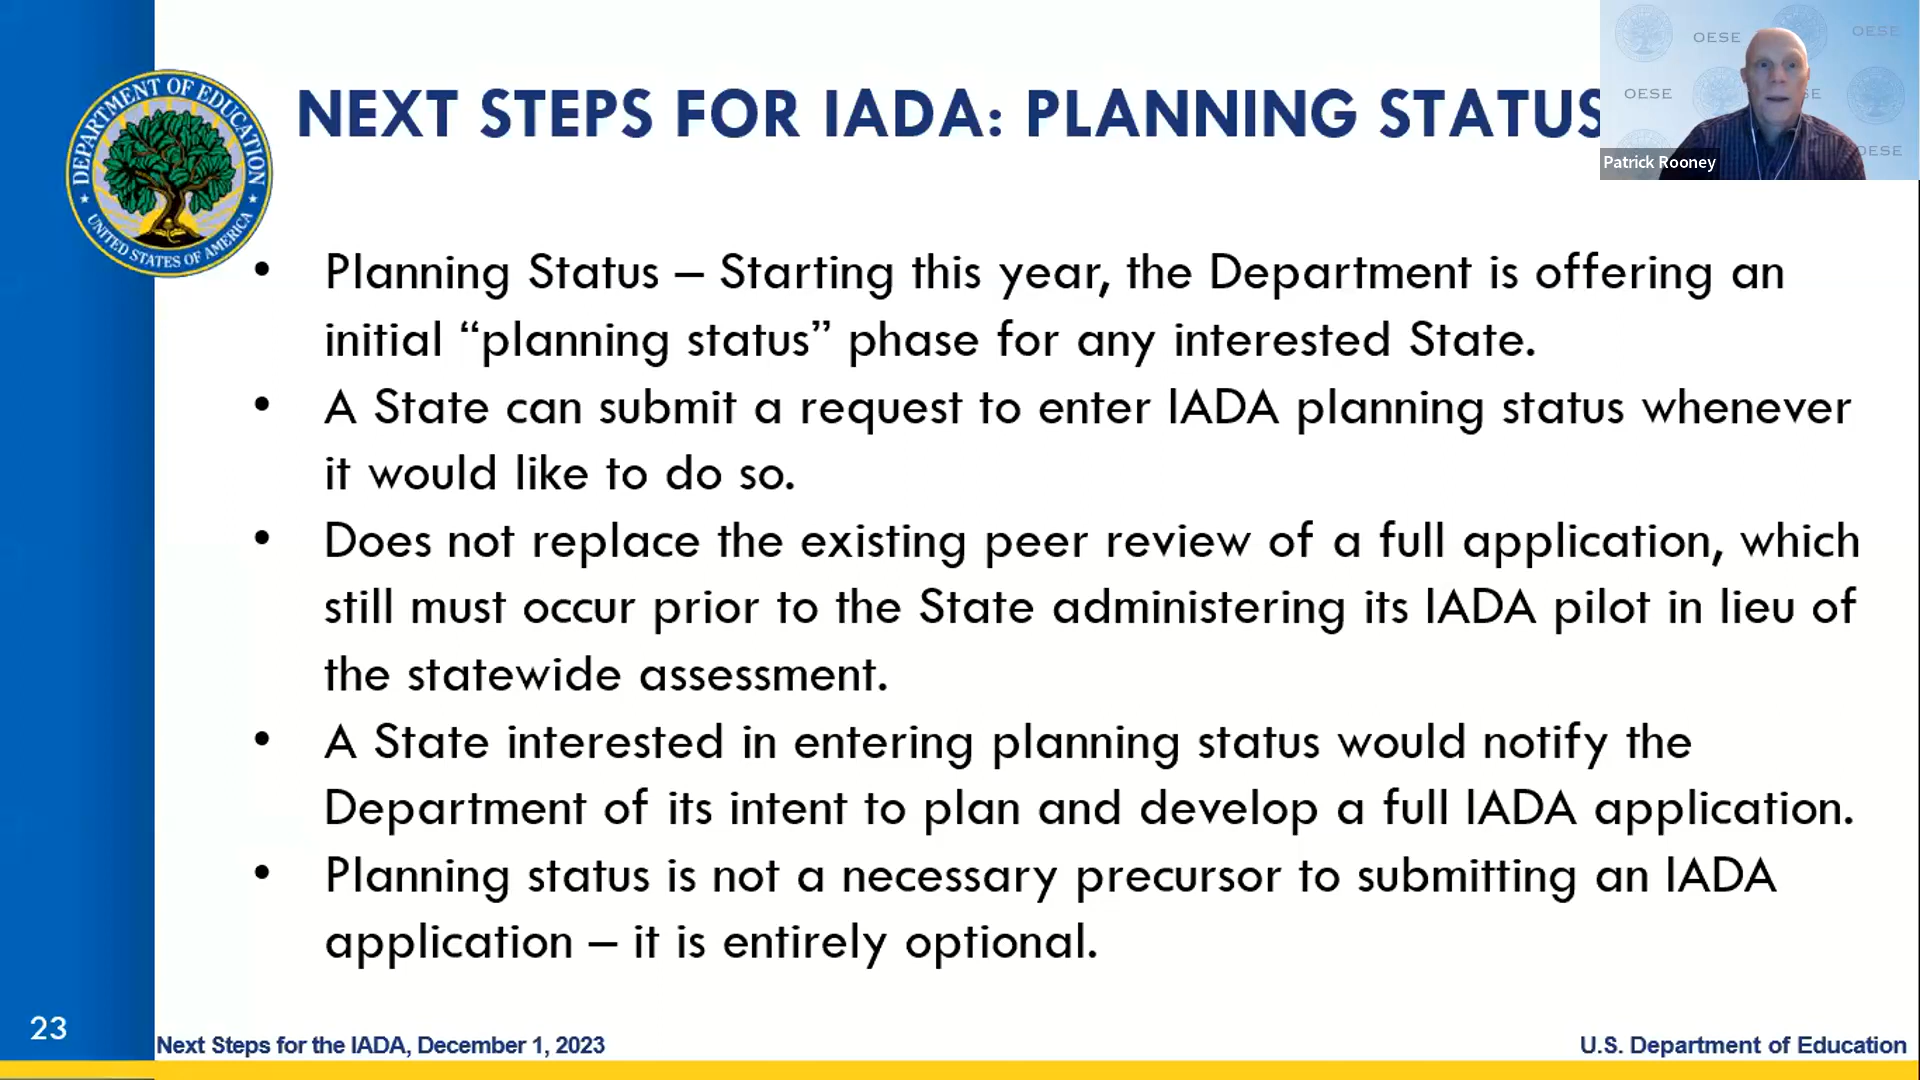 DEPARTMENT OF EDUCATION
UNITED STATES OF AMERICA
NEXT STEPS FOR IADA: PLANNING STATUS
OESE
OESE
OESE
OESE
Patrick Rooney
• Planning Status – Starting this year, the Department is offering an
initial “planning status” phase for any interested State.
• A State can submit a request to enter IADA planning status whenever
it would like to do so.
• Does not replace the existing peer review of a full application, which
still must occur prior to the State administering its IADA pilot in lieu of
the statewide assessment.
• A State interested in entering planning status would notify the
Department of its intent to plan and develop a full IADA application.
• Planning status is not a necessary precursor to submitting an IADA
application – it is entirely optional.
23
Next Steps for the IADA, December 1, 2023
U.S. Department of Education